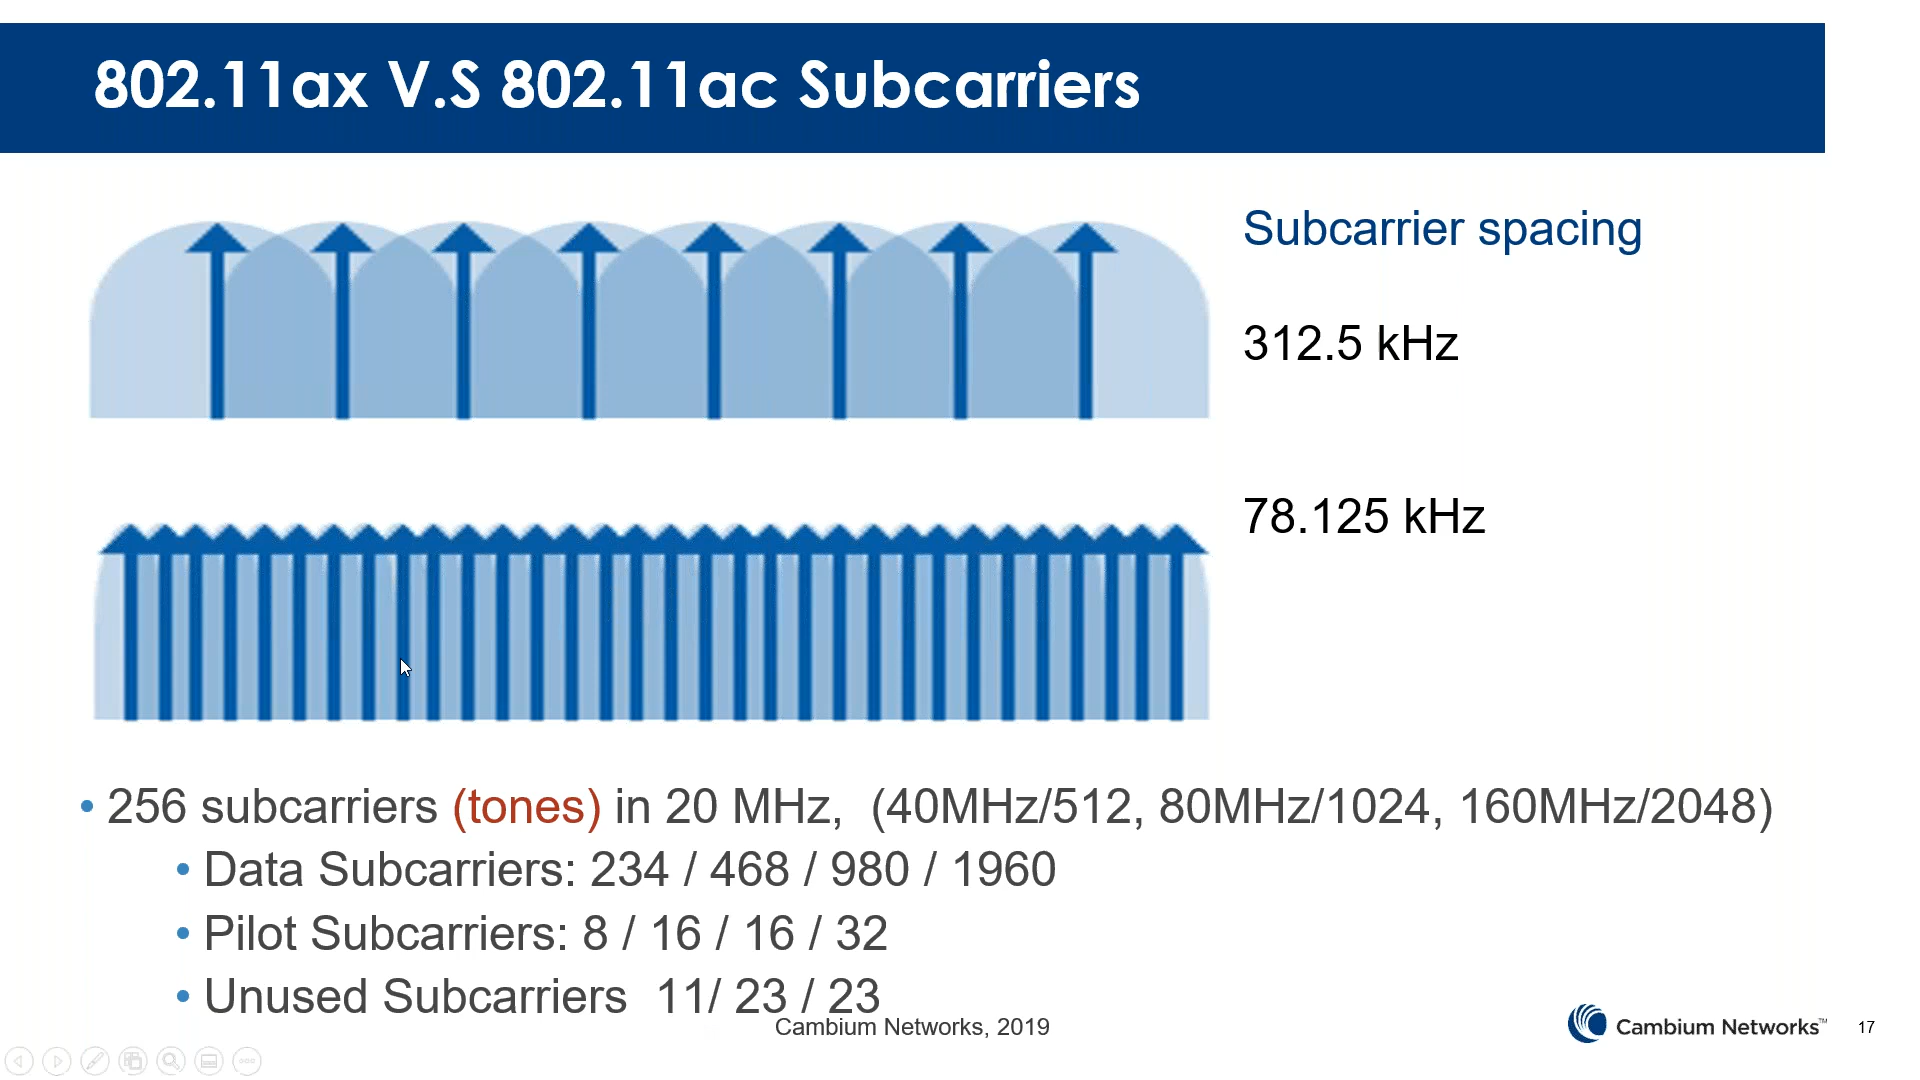 802.11ax V.S 802.11ac Subcarriers
Subcarrier spacing
312.5 kHz
78.125 kHz
• 256 subcarriers (tones) in 20 MHz, (40MHz/512, 80MHz/1024, 160MHz/2048)
• Data Subcarriers: 234 / 468 / 980 / 1960
• Pilot Subcarriers: 8 / 16 / 16 / 32
• Unused Subcarriers 11/ 23 / 23
Cambium Networks, 2019
Cambium Networks™
17